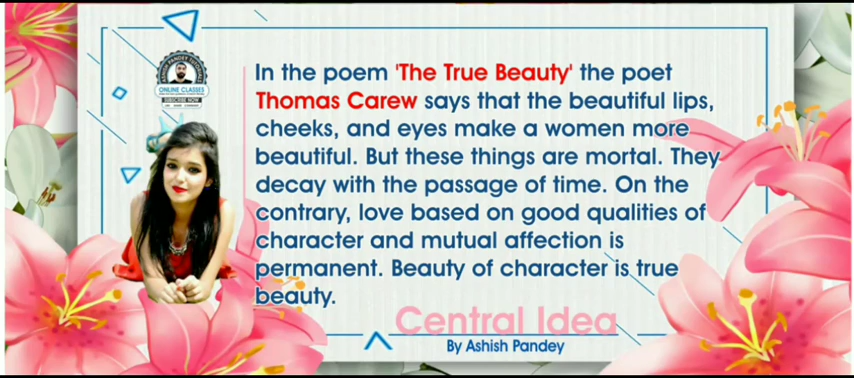 ONLINE CLASSES
SUBSCRIBE NOW
In the poem 'The True Beauty' the poet
Thomas Carew says that the beautiful lips,
cheeks, and eyes make a women more
beautiful. But these things are mortal. They
decay with the passage of time. On the
contrary, love based on good qualities of
character and mutual affection is
permanent. Beauty of character is true
beauty.
Central Idea
By Ashish Pandey